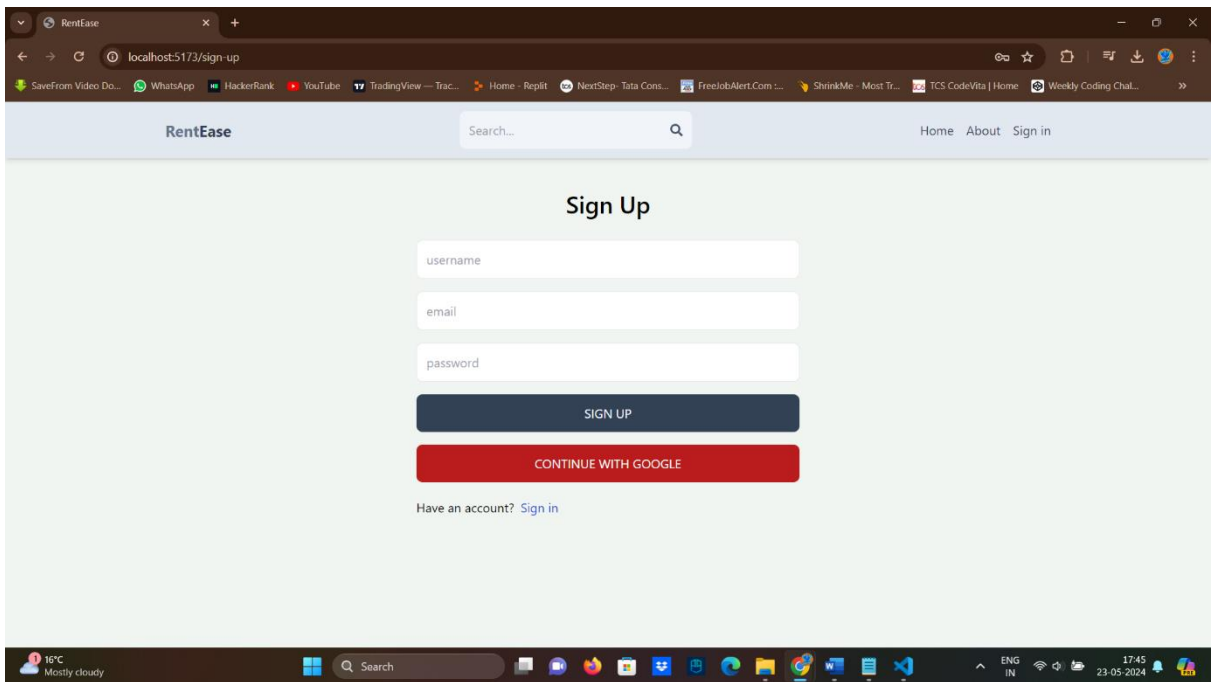 RentEase
localhost:5173/sign-up
SaveFrom Video Do... WhatsApp HackerRank YouTube TradingView — Trac... Home - Replit NextStep- Tata Cons... FreeJobAlert.Com :... ShrinkMe - Most Tr... TCS CodeVita | Home Weekly Coding Chal... »
RentEase Search... Home About Sign in
Sign Up
username
email
password
SIGN UP
CONTINUE WITH GOOGLE
Have an account? Sign in
1 16°C Search ENG 17:45
Mostly cloudy IN 23-05-2024